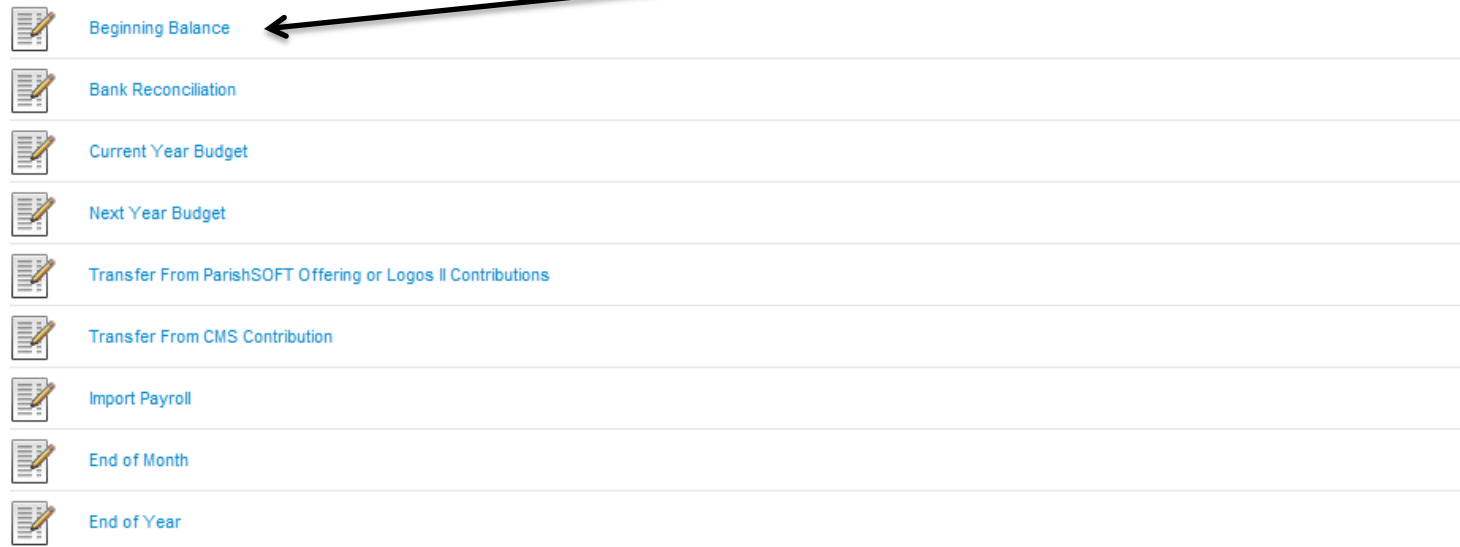 Beginning Balance
Bank Reconciliation
Current Year Budget
Next Year Budget
Transfer From ParishSOFT Offering or Logos II Contributions
Transfer From CMS Contribution
Import Payroll
End of Month
End of Year